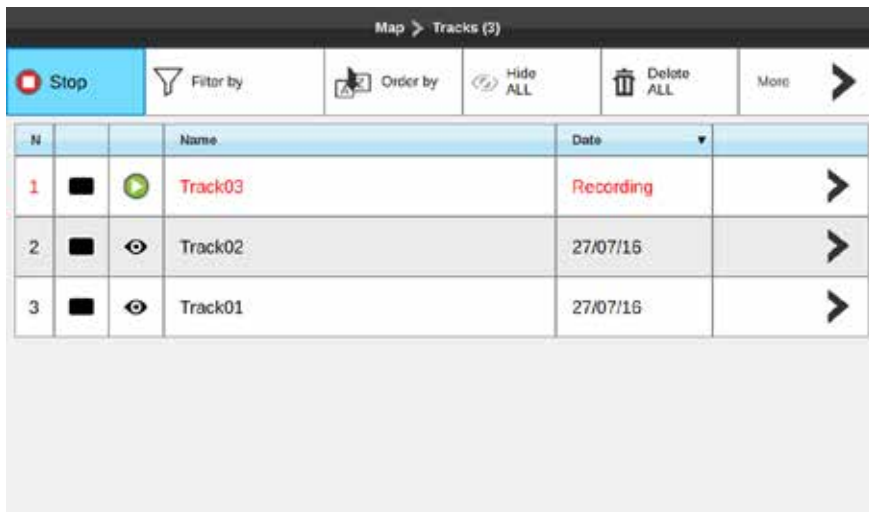 Map > Tracks (3)
Stop Filter by Order by Hide ALL Delete ALL More
N Name Date
1 Track03 Recording
2 Track02 27/07/16
3 Track01 27/07/16